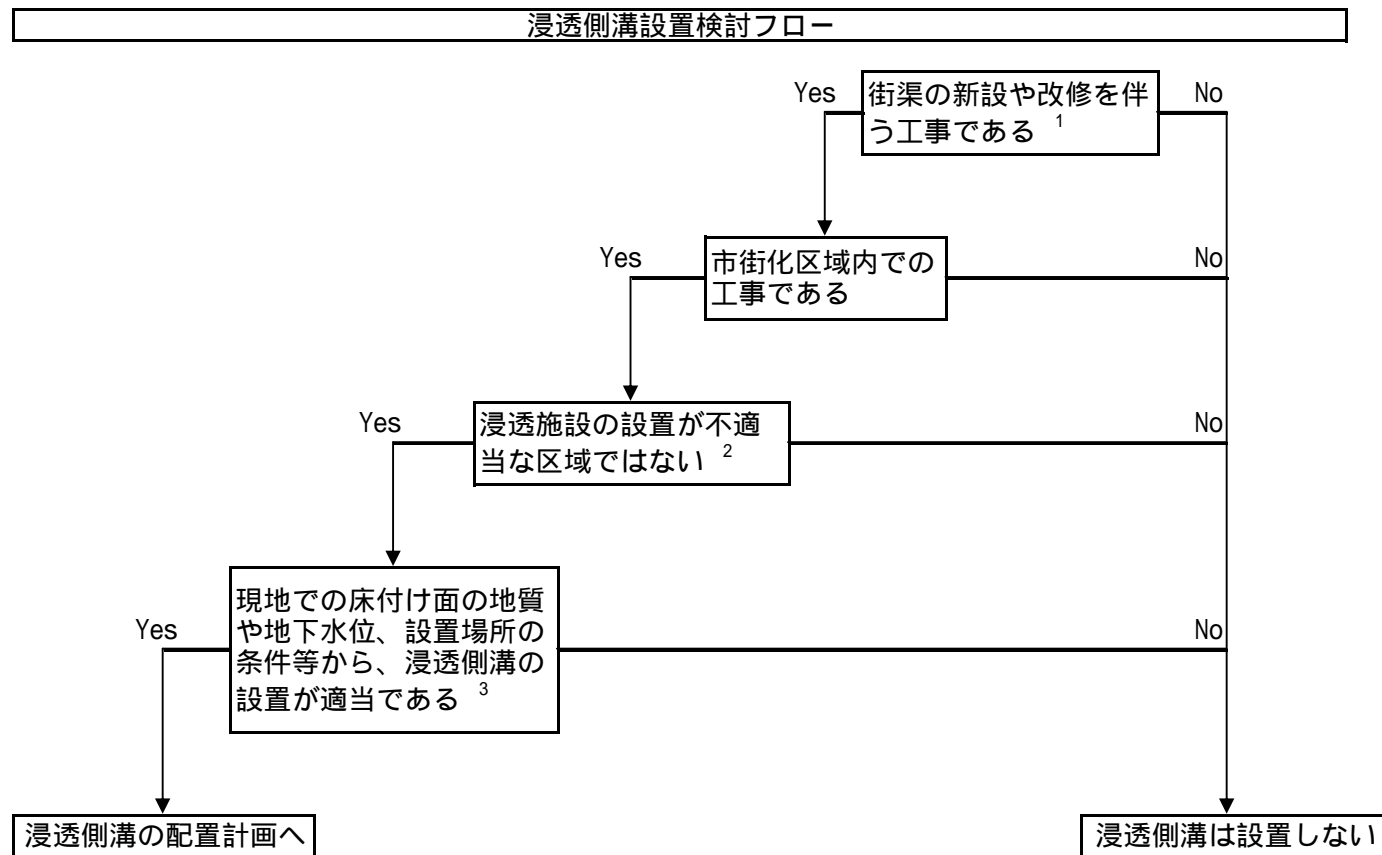 浸透側溝設置検討フロー
Yes
街渠の新設や改修を伴
う工事である 1
No
Yes
市街化区域内での
工事である
No
Yes
浸透施設の設置が不適
当な区域ではない 2
No
Yes
現地での床付け面の地質
や地下水位、設置場所の
条件等から、浸透側溝の
設置が適当である 3
No
浸透側溝の配置計画へ
浸透側溝は設置しない